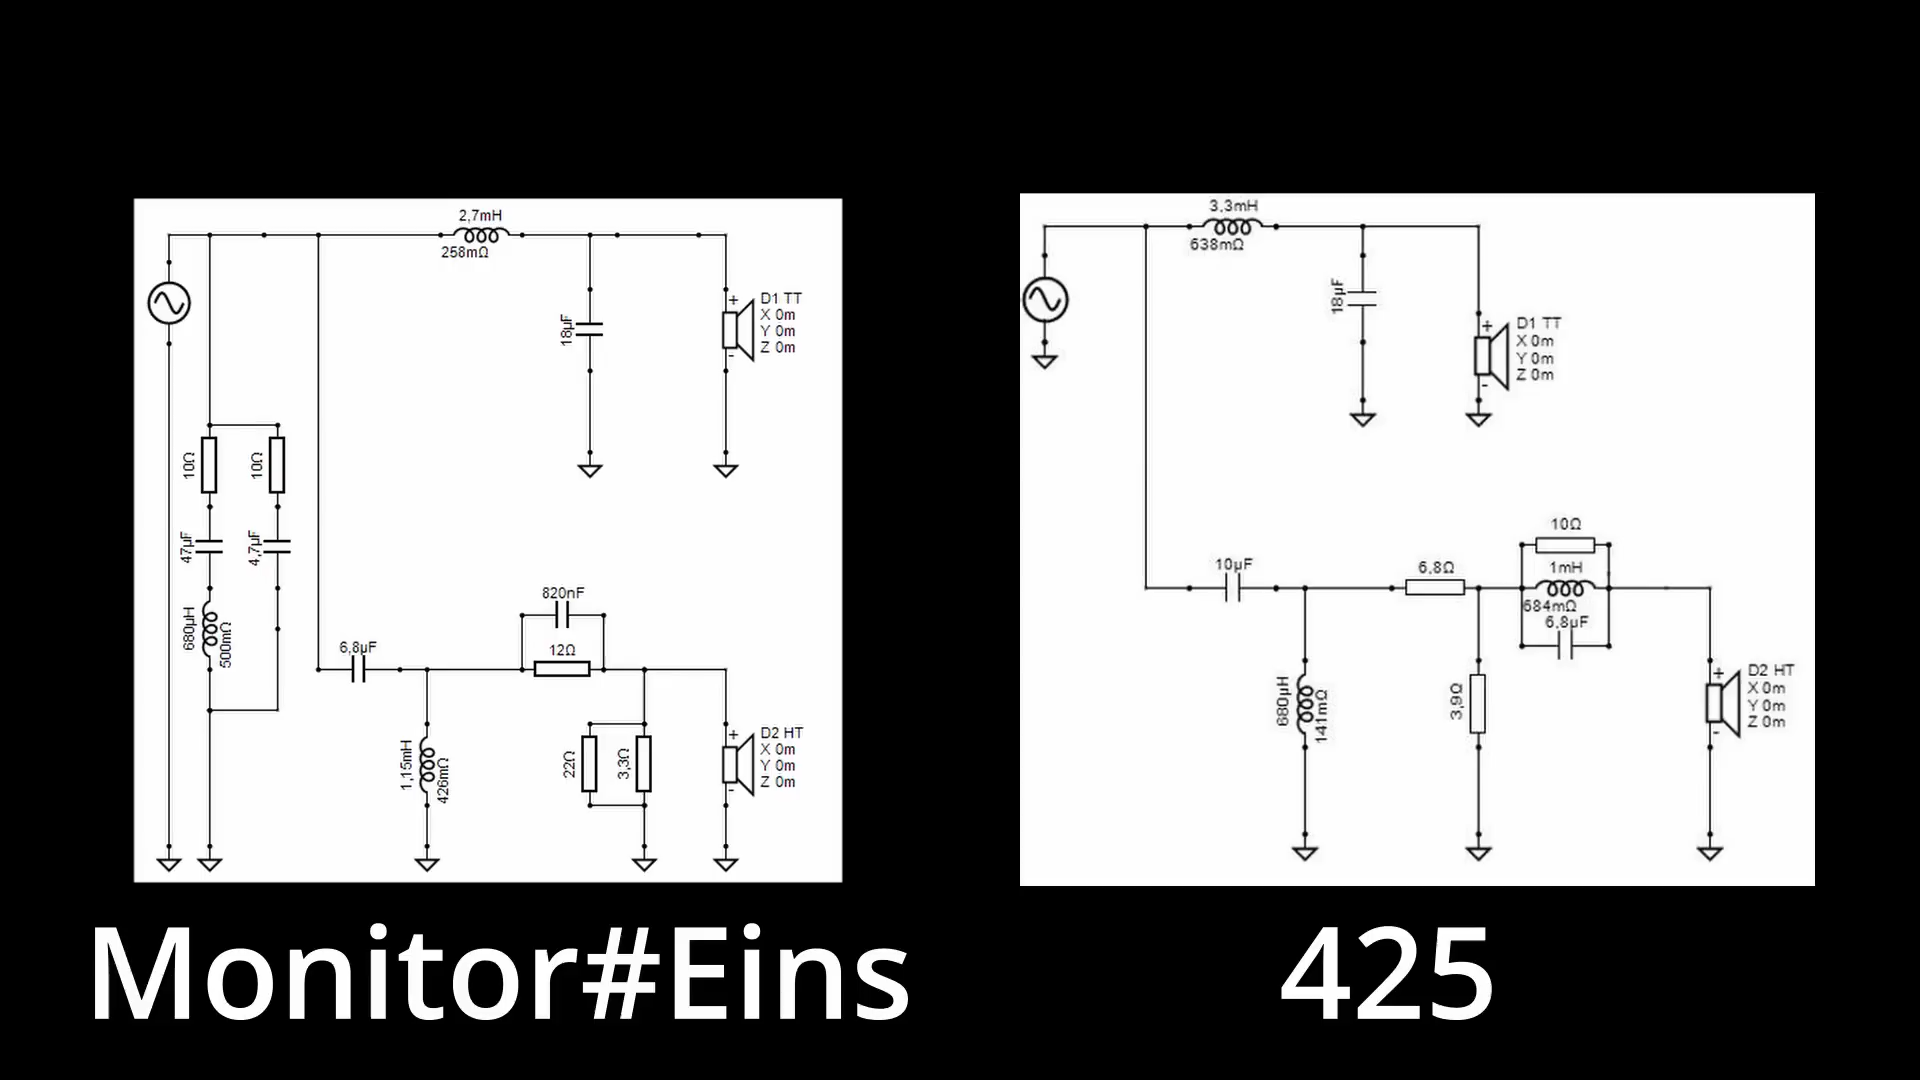 2,7mH
258mΩ
18µF
D1 TT
X 0m
Y 0m
Z 0m
+
-
10Ω
10Ω
47µF
4,7µF
680µH
500mΩ
820nF
6,8µF
12Ω
1,15mH
426mΩ
22Ω
3,3Ω
+
-
D2 HT
X 0m
Y 0m
Z 0m
Monitor#Eins
3,3mH
638mΩ
18µF
+
-
D1 TT
X 0m
Y 0m
Z 0m
10Ω
10µF
6,8Ω
1mH
684mΩ
6,8µF
680µH
141mΩ
3,9Ω
+
-
D2 HT
X 0m
Y 0m
Z 0m
425